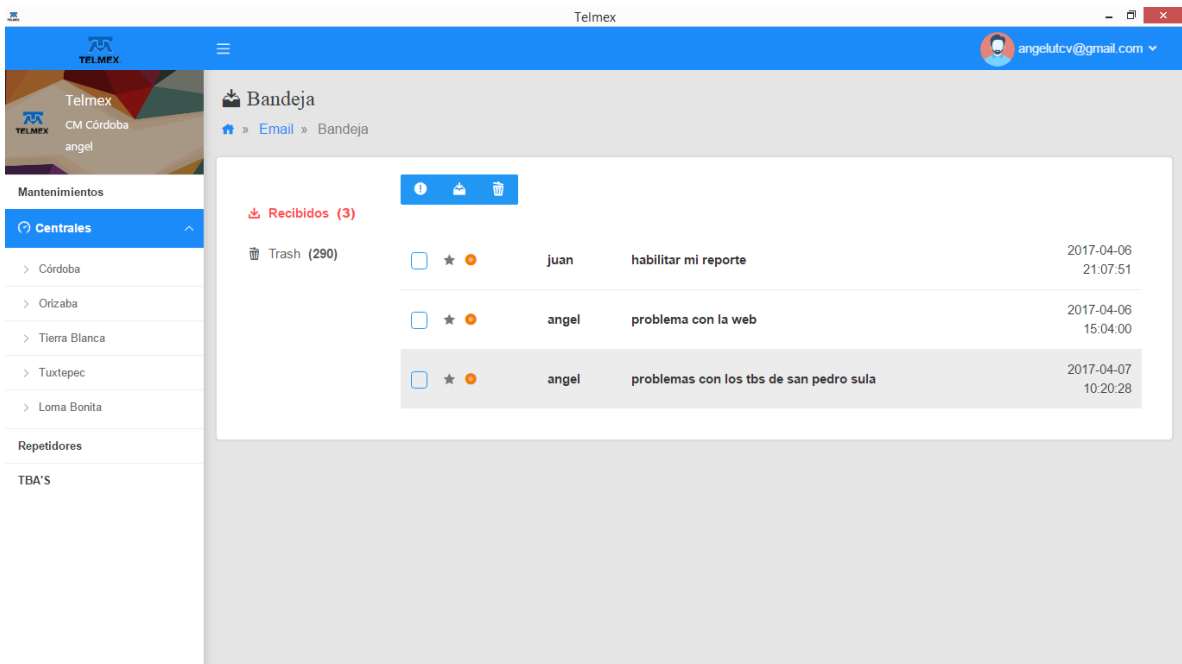 Telmex
TELMEX
angelutcv@gmail.com
Telmex
TELMEX
CM Córdoba
angel
Mantenimientos
Centrales
Córdoba
Orizaba
Tierra Blanca
Tuxtepec
Loma Bonita
Repetidores
TBA'S
Bandeja
» Email » Bandeja
Recibidos (3)
Trash (290)
juan habilitar mi reporte 2017-04-06
21:07:51
angel problema con la web 2017-04-06
15:04:00
angel problemas con los tbs de san pedro sula 2017-04-07
10:20:28